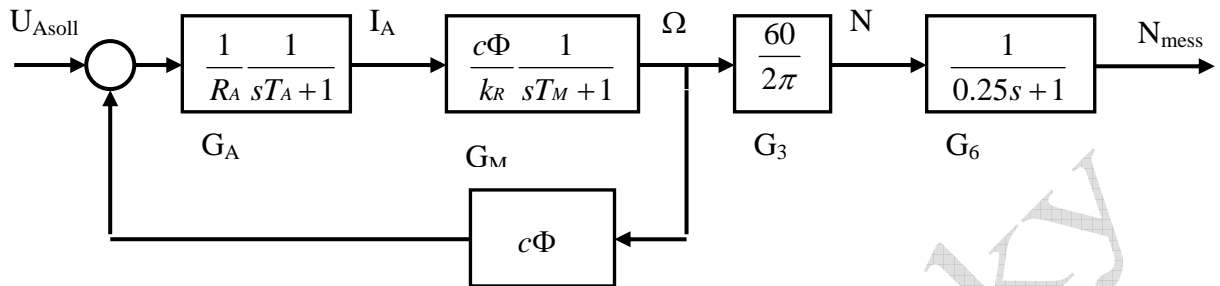 U_Asoll I_A Ω N N_mess
1/R_A 1/(sT_A+1) cΦ/k_R 1/(sT_M+1) 60/2π 1/(0.25s+1)
G_A G_M G_3 G_6
cΦ
ky